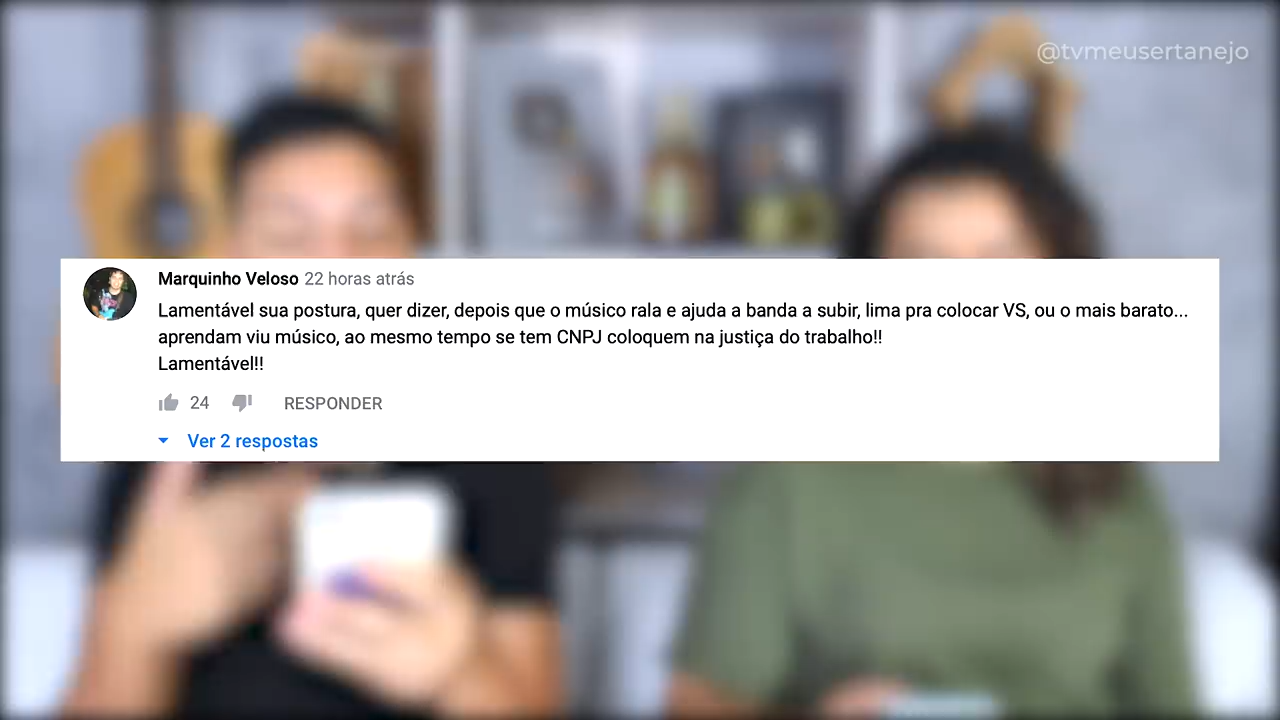 @tvmeusertanejo
Marquinho Veloso 22 horas atrás
Lamentável sua postura, quer dizer, depois que o músico rala e ajuda a banda a subir, lima pra colocar VS, ou o mais barato...
aprendam viu músico, ao mesmo tempo se tem CNPJ coloquem na justiça do trabalho!!
Lamentável!!
24 RESPONDER
Ver 2 respostas